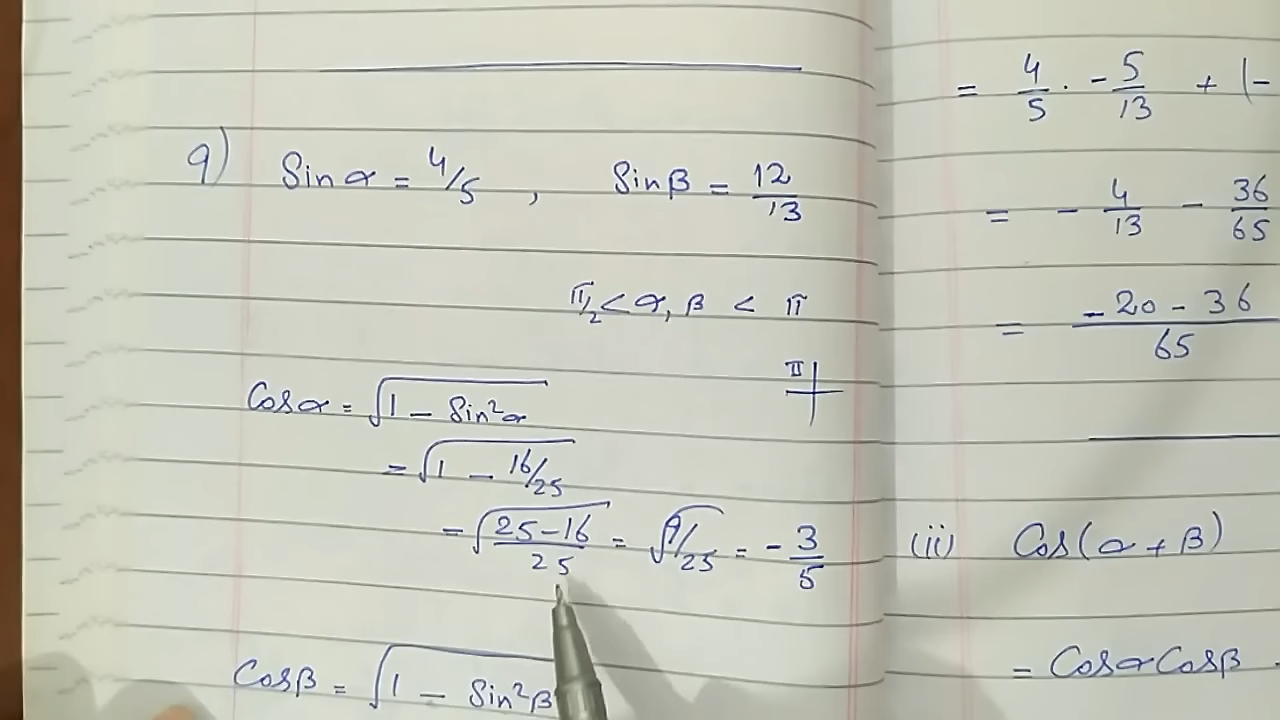 9) Sin α = 4/5 , Sin β = 12/13
π/2 < α, β < π
II
Cos α = √(1 - Sin²α)
= √(1 - 16/25)
= √((25-16)/25) = √(9/25) = - 3/5
Cos β = √(1 - Sin²β
= 4/5 . - 5/13 + (-
= - 4/13 - 36/65
= (-20 - 36)/65
(ii) Cos(α + β)
= Cos α Cos β -